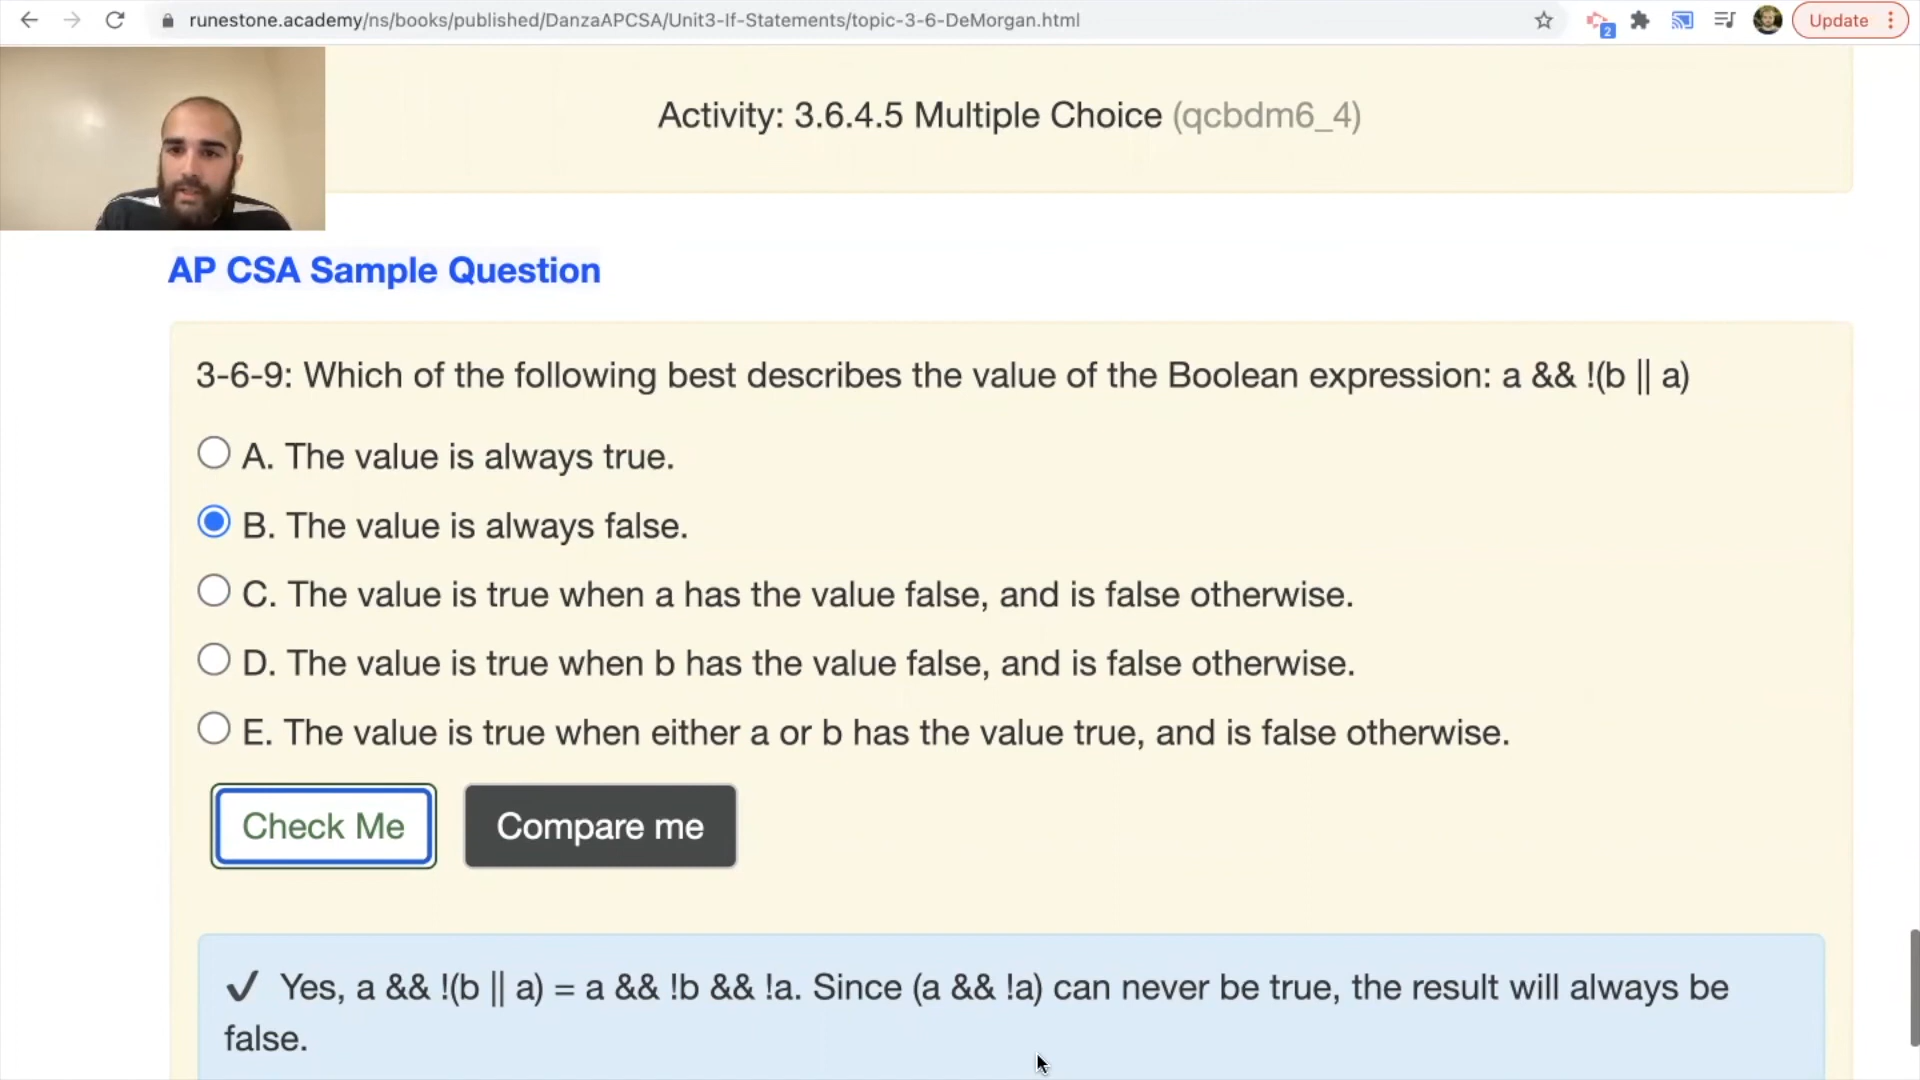 runestone.academy/ns/books/published/DanzaAPCSA/Unit3-If-Statements/topic-3-6-DeMorgan.html
2
Update
Activity: 3.6.4.5 Multiple Choice (qcbdm6_4)
AP CSA Sample Question
3-6-9: Which of the following best describes the value of the Boolean expression: a && !(b || a)
A. The value is always true.
B. The value is always false.
C. The value is true when a has the value false, and is false otherwise.
D. The value is true when b has the value false, and is false otherwise.
E. The value is true when either a or b has the value true, and is false otherwise.
Check Me
Compare me
✔ Yes, a && !(b || a) = a && !b && !a. Since (a && !a) can never be true, the result will always be
false.